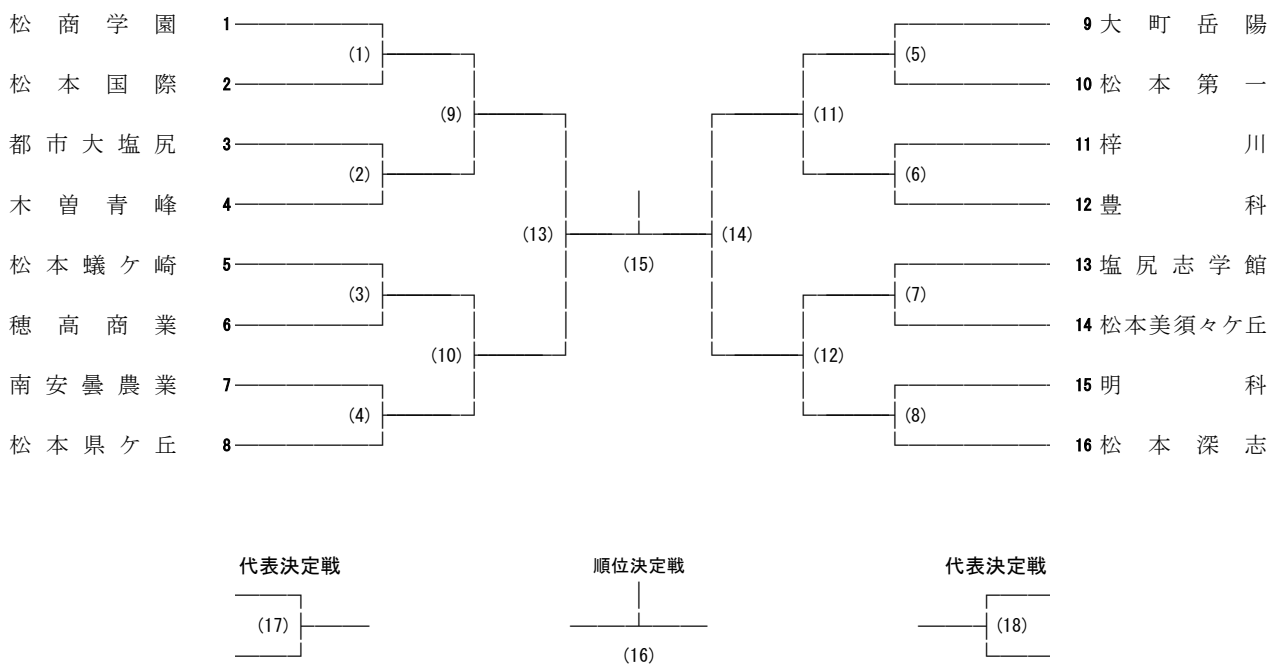 松商学園 1
(1)
松本国際 2
(9)
都市大塩尻 3
(2)
木曽青峰 4
(13)
松本蟻ケ崎 5
(3)
穂高商業 6
(10)
南安曇農業 7
(4)
松本県ケ丘 8
(15)
9 大町岳陽
(5)
10 松本第一
(11)
11 梓川
(6)
12 豊科
(14)
13 塩尻志学館
(7)
14 松本美須々ケ丘
(12)
15 明科
(8)
16 松本深志
代表決定戦
(17)
順位決定戦
(16)
代表決定戦
(18)